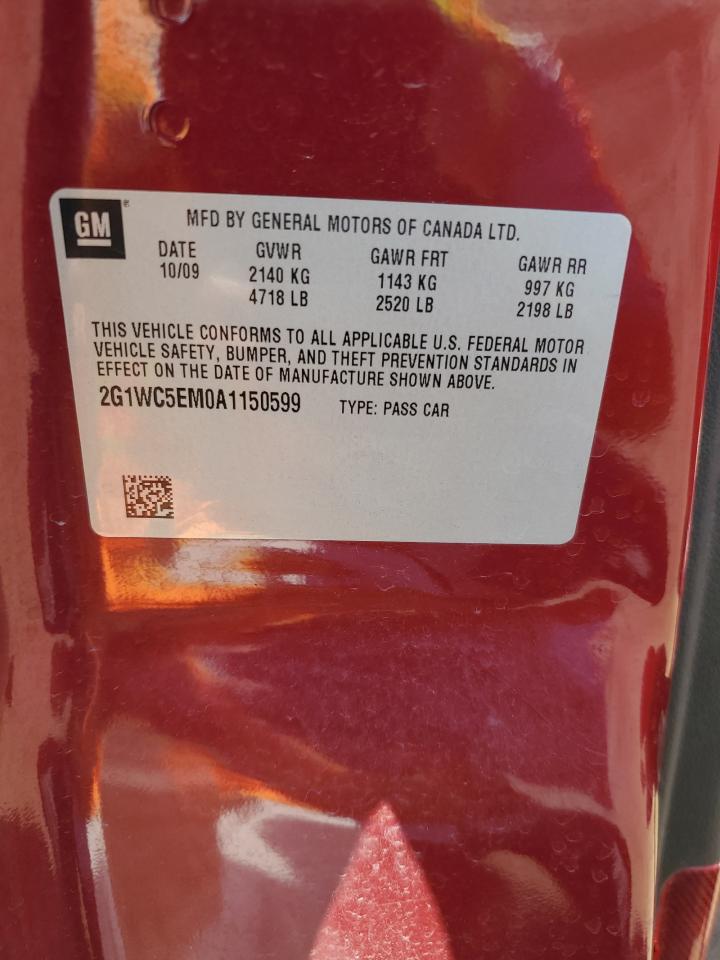 GM®
MFD BY GENERAL MOTORS OF CANADA LTD.
DATE GVWR GAWR FRT GAWR RR
10/09 2140 KG 1143 KG 997 KG
4718 LB 2520 LB 2198 LB
THIS VEHICLE CONFORMS TO ALL APPLICABLE U.S. FEDERAL MOTOR
VEHICLE SAFETY, BUMPER, AND THEFT PREVENTION STANDARDS IN
EFFECT ON THE DATE OF MANUFACTURE SHOWN ABOVE.
2G1WC5EM0A1150599 TYPE: PASS CAR